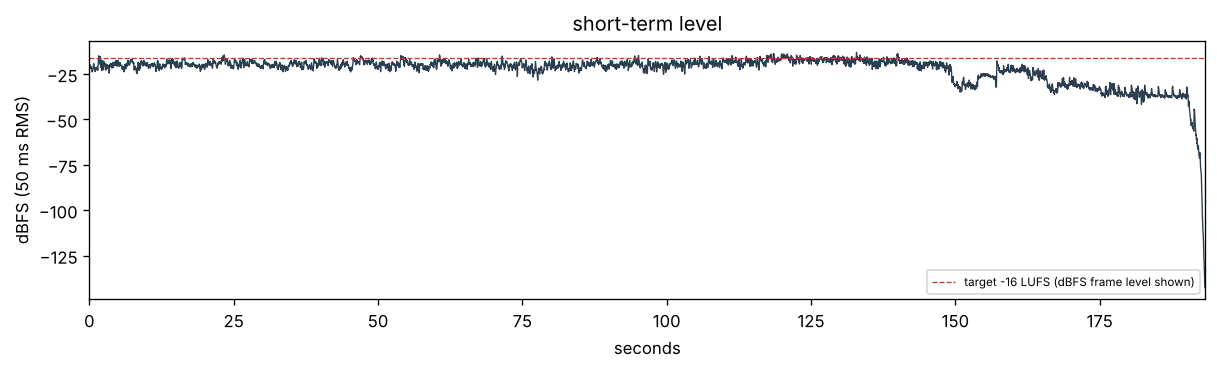 short-term level
dBFS (50 ms RMS)
−25
−50
−75
−100
−125
target -16 LUFS (dBFS frame level shown)
0 25 50 75 100 125 150 175
seconds